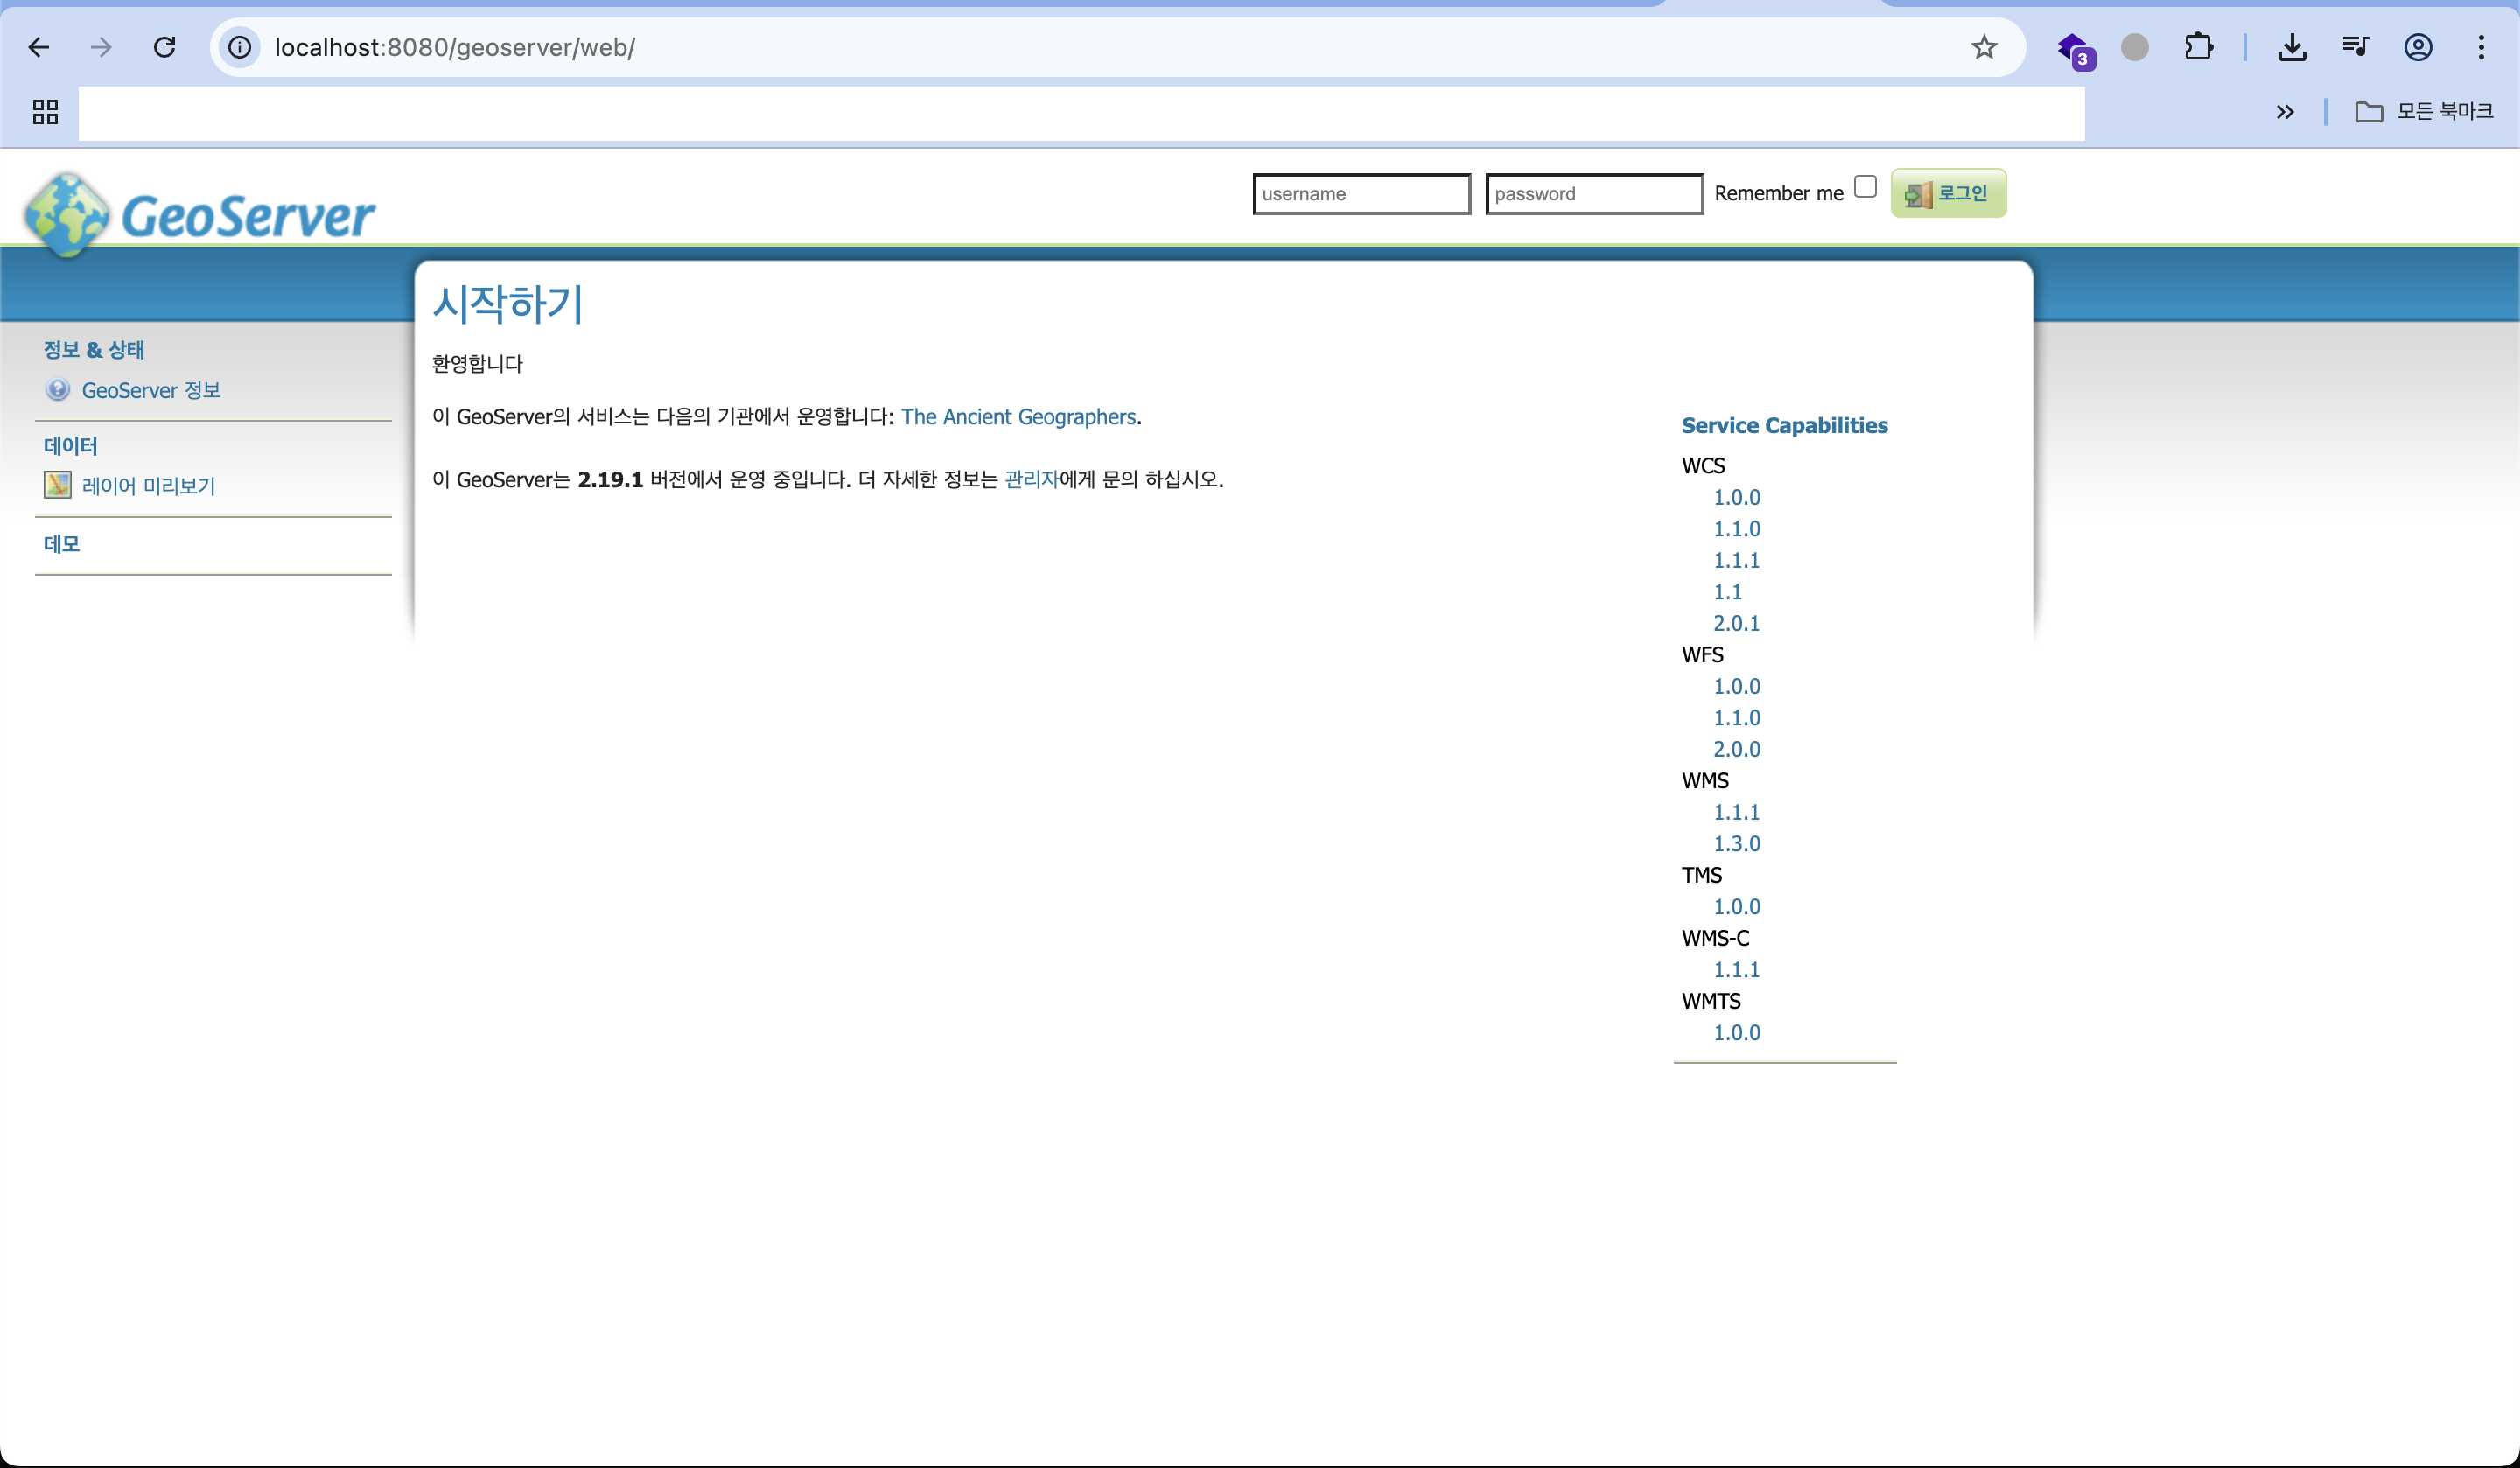 localhost:8080/geoserver/web/
3
모든 북마크
GeoServer
username
password
Remember me
로그인
시작하기
정보 & 상태
GeoServer 정보
데이터
레이어 미리보기
데모
환영합니다
이 GeoServer의 서비스는 다음의 기관에서 운영합니다: The Ancient Geographers.
이 GeoServer는 2.19.1 버전에서 운영 중입니다. 더 자세한 정보는 관리자에게 문의 하십시오.
Service Capabilities
WCS
1.0.0
1.1.0
1.1.1
1.1
2.0.1
WFS
1.0.0
1.1.0
2.0.0
WMS
1.1.1
1.3.0
TMS
1.0.0
WMS-C
1.1.1
WMTS
1.0.0